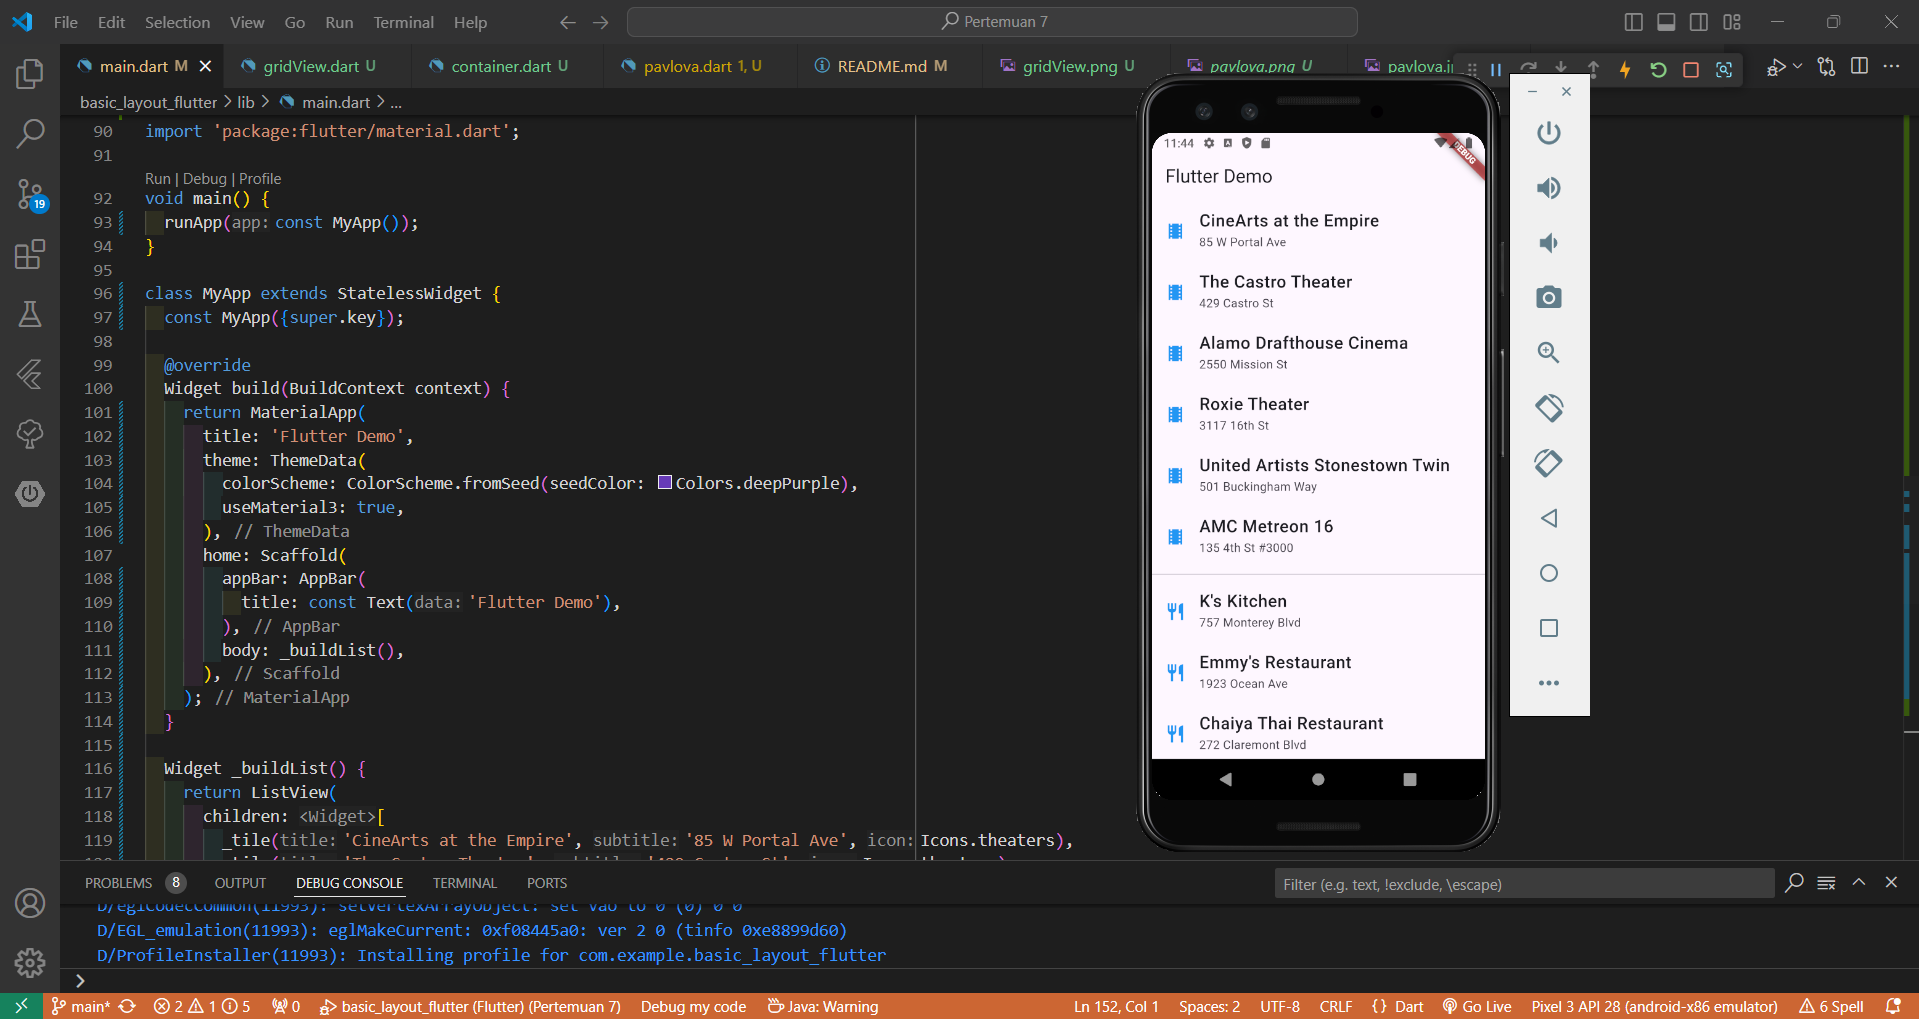 File Edit Selection View Go Run Terminal Help
Pertemuan 7
main.dart M
gridView.dart U
container.dart U
pavlova.dart 1, U
README.md M
gridView.png U
pavlova.png U
basic_layout_flutter > lib > main.dart > ...
90 import 'package:flutter/material.dart';
91
Run | Debug | Profile
92 void main() {
93 runApp(app: const MyApp());
94 }
95
96 class MyApp extends StatelessWidget {
97 const MyApp({super.key});
98
99 @override
100 Widget build(BuildContext context) {
101 return MaterialApp(
102 title: 'Flutter Demo',
103 theme: ThemeData(
104 colorScheme: ColorScheme.fromSeed(seedColor: Colors.deepPurple),
105 useMaterial3: true,
106 ), // ThemeData
107 home: Scaffold(
108 appBar: AppBar(
109 title: const Text(data: 'Flutter Demo'),
110 ), // AppBar
111 body: _buildList(),
112 ), // Scaffold
113 ); // MaterialApp
114 }
115
116 Widget _buildList() {
117 return ListView(
118 children: <Widget>[
119 _tile(title: 'CineArts at the Empire', subtitle: '85 W Portal Ave', icon: Icons.theaters),
11:44
DEBUG
Flutter Demo
CineArts at the Empire
85 W Portal Ave
The Castro Theater
429 Castro St
Alamo Drafthouse Cinema
2550 Mission St
Roxie Theater
3117 16th St
United Artists Stonestown Twin
501 Buckingham Way
AMC Metreon 16
135 4th St #3000
K's Kitchen
757 Monterey Blvd
Emmy's Restaurant
1923 Ocean Ave
Chaiya Thai Restaurant
272 Claremont Blvd
PROBLEMS 8 OUTPUT DEBUG CONSOLE TERMINAL PORTS
Filter (e.g. text, !exclude, \escape)
D/eglCodecCommon(11993): setVertexArrayObject: set vao to 0 (0) 0 0
D/EGL_emulation(11993): eglMakeCurrent: 0xf08445a0: ver 2 0 (tinfo 0xe8899d60)
D/ProfileInstaller(11993): Installing profile for com.example.basic_layout_flutter
>
19
main* 2 1 5 0 basic_layout_flutter (Flutter) (Pertemuan 7) Debug my code Java: Warning
Ln 152, Col 1 Spaces: 2 UTF-8 CRLF {} Dart Go Live Pixel 3 API 28 (android-x86 emulator) 6 Spell